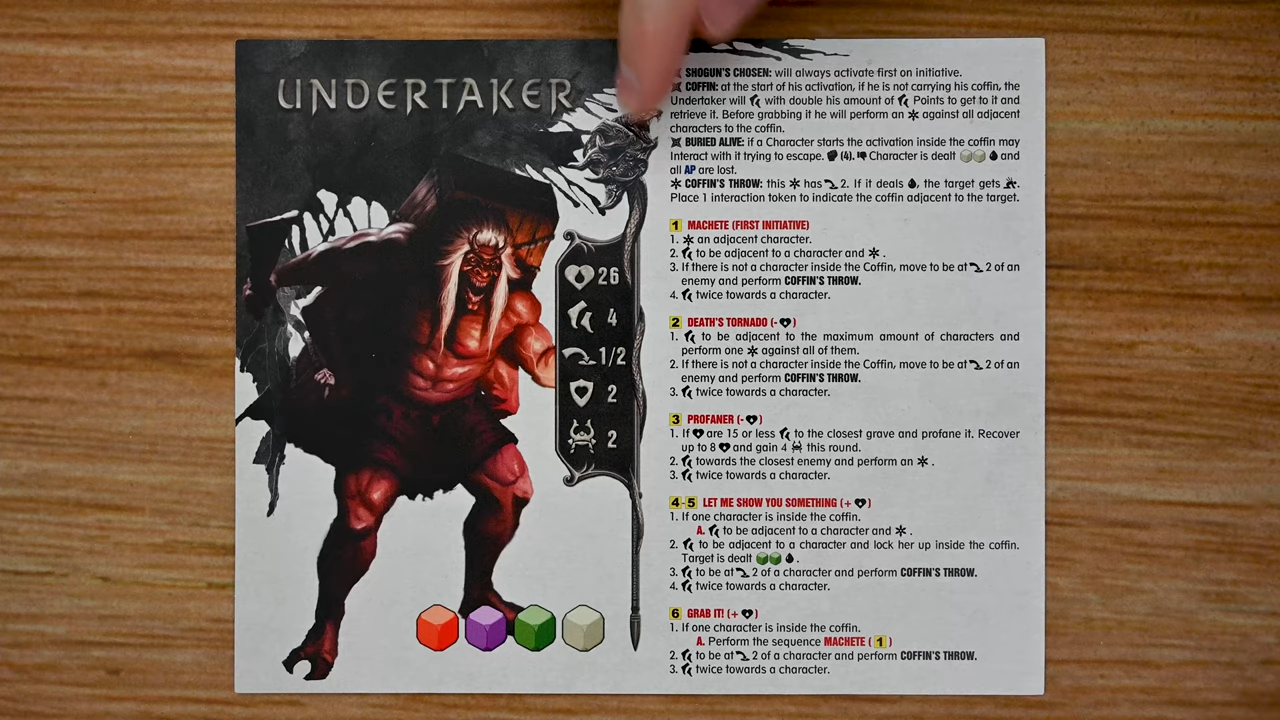 UNDERTAKER
26
4
1/2
2
2
SHOGUN'S CHOSEN: will always activate first on initiative.
COFFIN: at the start of his activation, if he is not carrying his coffin, the
Undertaker will with double his amount of Points to get to it and
retrieve it. Before grabbing it he will perform an against all adjacent
characters to the coffin.
BURIED ALIVE: if a Character starts the activation inside the coffin may
Interact with it trying to escape. (4). Character is dealt and
all AP are lost.
COFFIN'S THROW: this has 2. If it deals , the target gets .
Place 1 interaction token to indicate the coffin adjacent to the target.
1 MACHETE (FIRST INITIATIVE)
1. an adjacent character.
2. to be adjacent to a character and .
3. If there is not a character inside the Coffin, move to be at 2 of an
enemy and perform COFFIN'S THROW.
4. twice towards a character.
2 DEATH'S TORNADO (- )
1. to be adjacent to the maximum amount of characters and
perform one against all of them.
2. If there is not a character inside the Coffin, move to be at 2 of an
enemy and perform COFFIN'S THROW.
3. twice towards a character.
3 PROFANER (- )
1. If are 15 or less to the closest grave and profane it. Recover
up to 8 and gain 4 this round.
2. towards the closest enemy and perform an .
3. twice towards a character.
4-5 LET ME SHOW YOU SOMETHING (+ )
1. If one character is inside the coffin.
A. to be adjacent to a character and .
2. to be adjacent to a character and lock her up inside the coffin.
Target is dealt .
3. to be at 2 of a character and perform COFFIN'S THROW.
4. twice towards a character.
6 GRAB IT! (+ )
1. If one character is inside the coffin.
A. Perform the sequence MACHETE ( 1 )
2. to be at 2 of a character and perform COFFIN'S THROW.
3. twice towards a character.